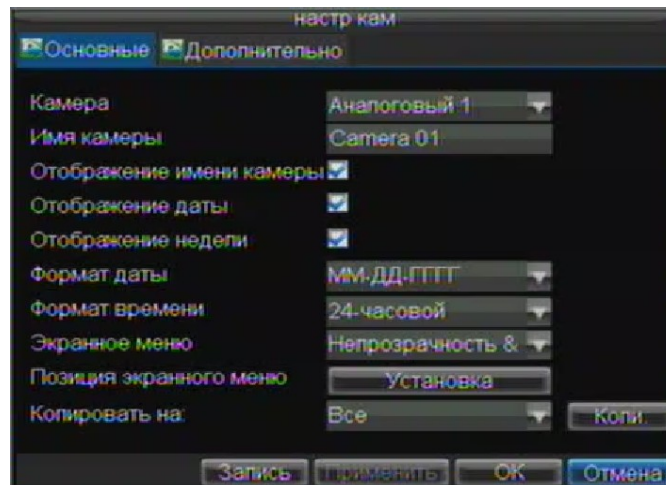 настр кам
Основные Дополнительно
Камера Аналоговый 1
Имя камеры Camera 01
Отображение имени камеры
Отображение даты
Отображение недели
Формат даты ММ-ДД-ГГГГ
Формат времени 24-часовой
Экранное меню Непрозрачность &
Позиция экранного меню Установка
Копировать на: Все Копи.
Запись Применить OK Отмена